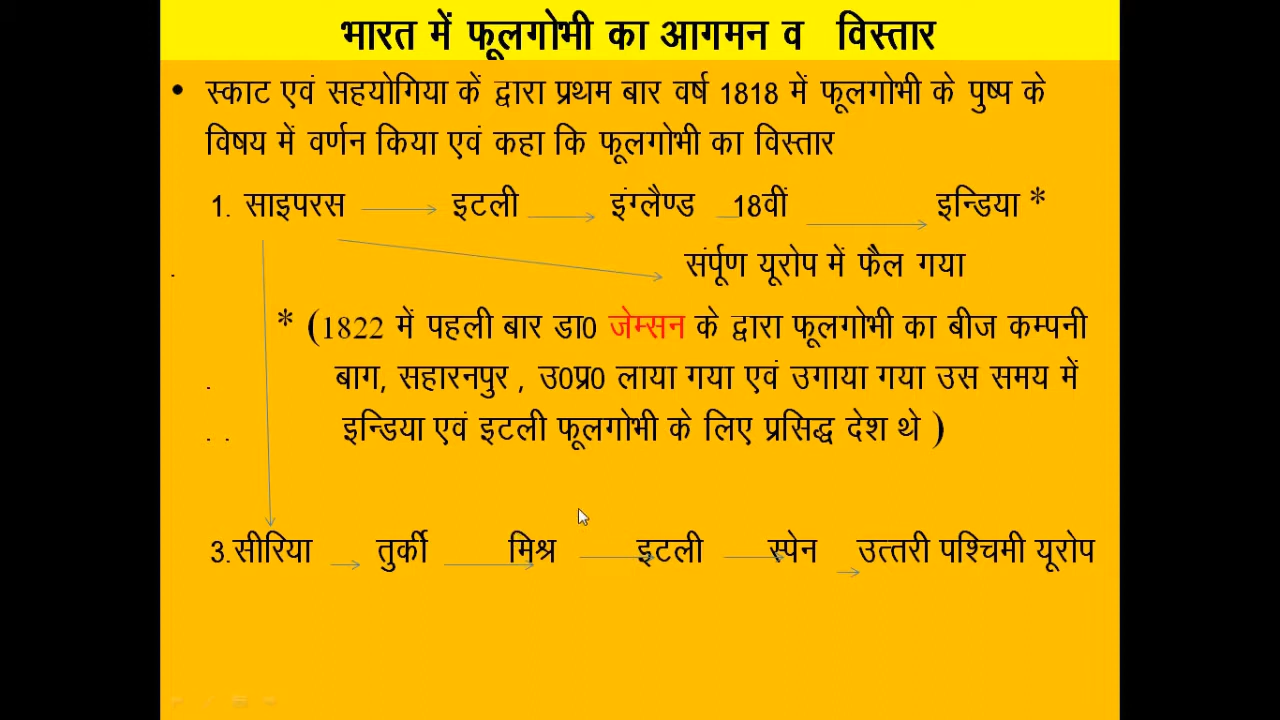 भारत में फूलगोभी का आगमन व विस्तार
• स्काट एवं सहयोगिया कें द्वारा प्रथम बार वर्ष 1818 में फूलगोभी के पुष्प के
विषय में वर्णन किया एवं कहा कि फूलगोभी का विस्तार
1. साइपरस इटली इंग्लैण्ड 18वीं इन्डिया *
संर्पूण यूरोप में फैल गया
* (1822 में पहली बार डा0 जेम्सन के द्वारा फूलगोभी का बीज कम्पनी
बाग, सहारनपुर , उ0प्र0 लाया गया एवं उगाया गया उस समय में
इन्डिया एवं इटली फूलगोभी के लिए प्रसिद्ध देश थे )
3.सीरिया तुर्की मिश्र इटली स्पेन उत्तरी पश्चिमी यूरोप